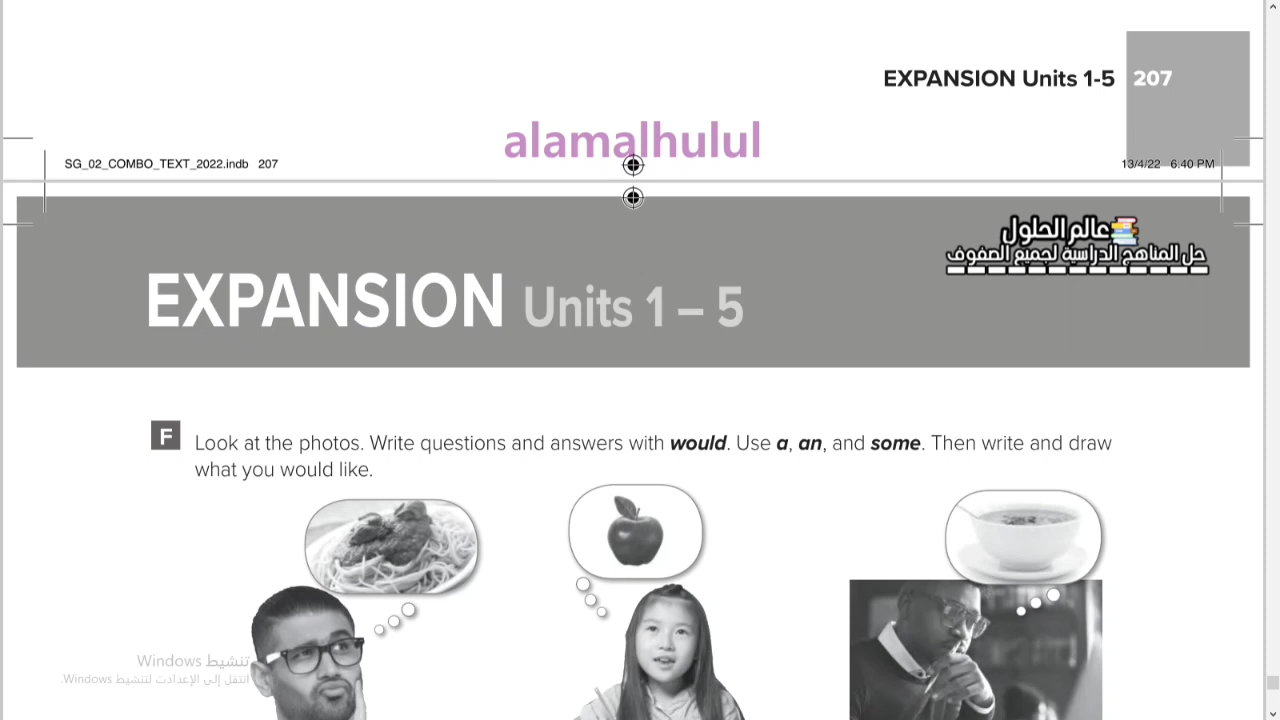 EXPANSION Units 1-5 207
alamalhulul
SG_02_COMBO_TEXT_2022.indb 207
13/4/22 6:40 PM
عالم الحلول
حل المناهج الدراسية لجميع الصفوف
EXPANSION Units 1 – 5
F Look at the photos. Write questions and answers with would. Use a, an, and some. Then write and draw
what you would like.
تنشيط Windows
انتقل إلى الإعدادت لتنشيط Windows.